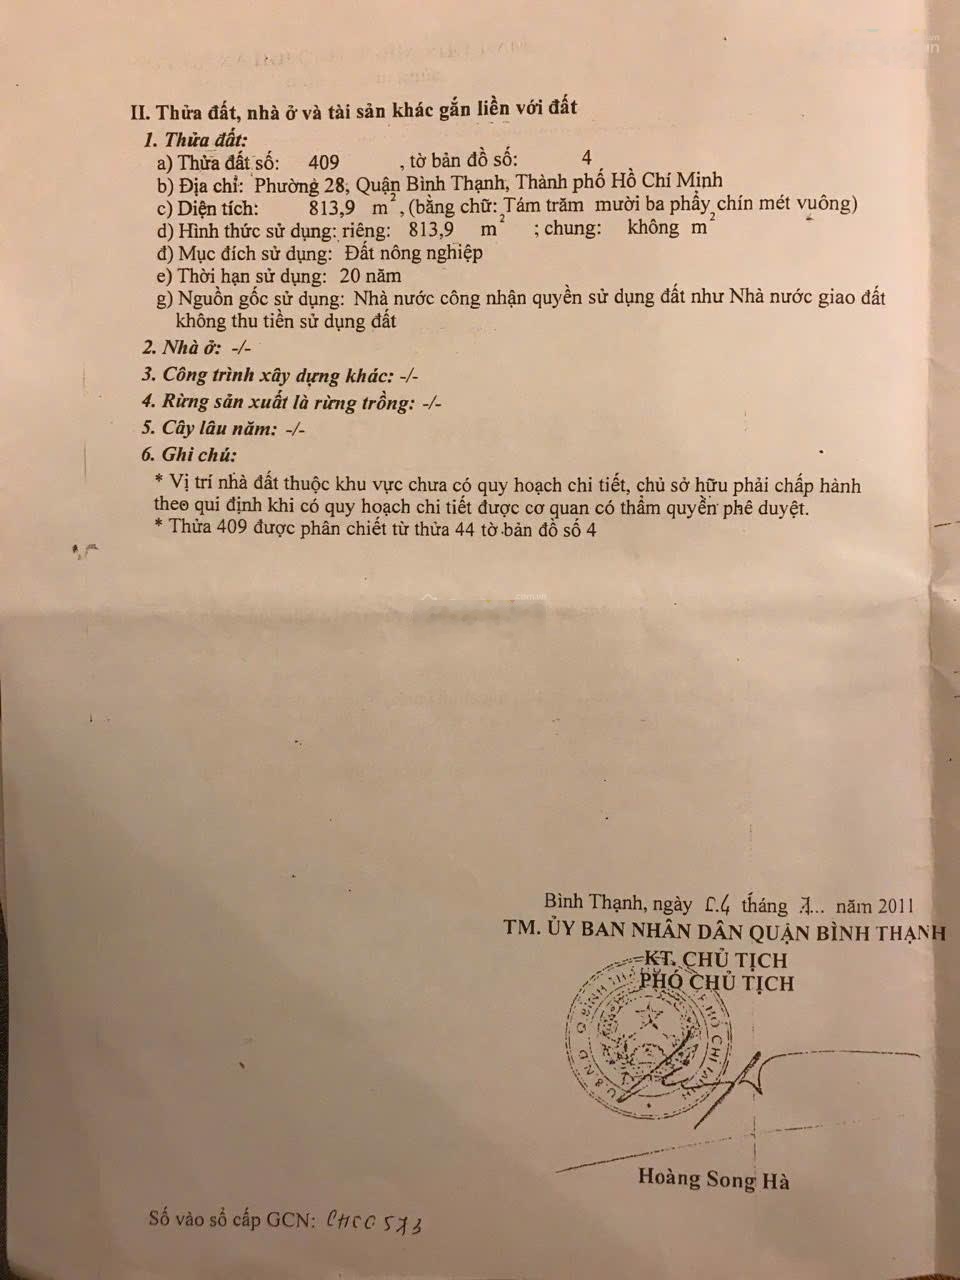 II. Thửa đất, nhà ở và tài sản khác gắn liền với đất
1. Thửa đất:
a) Thửa đất số: 409 , tờ bản đồ số: 4
b) Địa chỉ: Phường 28, Quận Bình Thạnh, Thành phố Hồ Chí Minh
c) Diện tích: 813,9 m², (bằng chữ: Tám trăm mười ba phẩy chín mét vuông)
d) Hình thức sử dụng: riêng: 813,9 m² ; chung: không m²
đ) Mục đích sử dụng: Đất nông nghiệp
e) Thời hạn sử dụng: 20 năm
g) Nguồn gốc sử dụng: Nhà nước công nhận quyền sử dụng đất như Nhà nước giao đất
không thu tiền sử dụng đất
2. Nhà ở: -/-
3. Công trình xây dựng khác: -/-
4. Rừng sản xuất là rừng trồng: -/-
5. Cây lâu năm: -/-
6. Ghi chú:
* Vị trí nhà đất thuộc khu vực chưa có quy hoạch chi tiết, chủ sở hữu phải chấp hành
theo qui định khi có quy hoạch chi tiết được cơ quan có thẩm quyền phê duyệt.
* Thửa 409 được phân chiết từ thửa 44 tờ bản đồ số 4
.com.vn
Bình Thạnh, ngày tháng năm 2011
TM. ỦY BAN NHÂN DÂN QUẬN BÌNH THẠNH
KT. CHỦ TỊCH
PHÓ CHỦ TỊCH
U.B.N.D Q.BÌNH THẠNH T.P HỒ CHÍ MINH
Hoàng Song Hà
Số vào sổ cấp GCN: